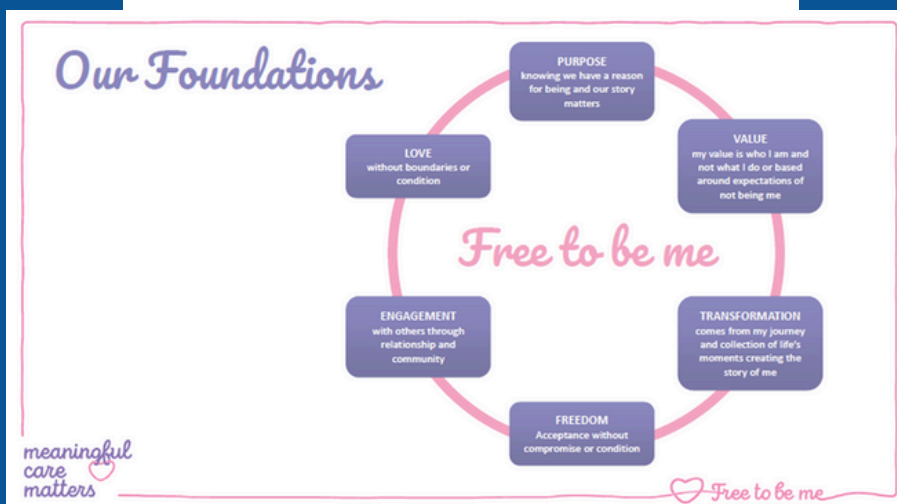 Our Foundations
PURPOSE
knowing we have a reason
for being and our story
matters
VALUE
my value is who I am and
not what I do or based
around expectations of
not being me
LOVE
without boundaries or
condition
Free to be me
ENGAGEMENT
with others through
relationship and
community
TRANSFORMATION
comes from my journey
and collection of life's
moments creating the
story of me
FREEDOM
Acceptance without
compromise or condition
meaningful
care
matters
Free to be me